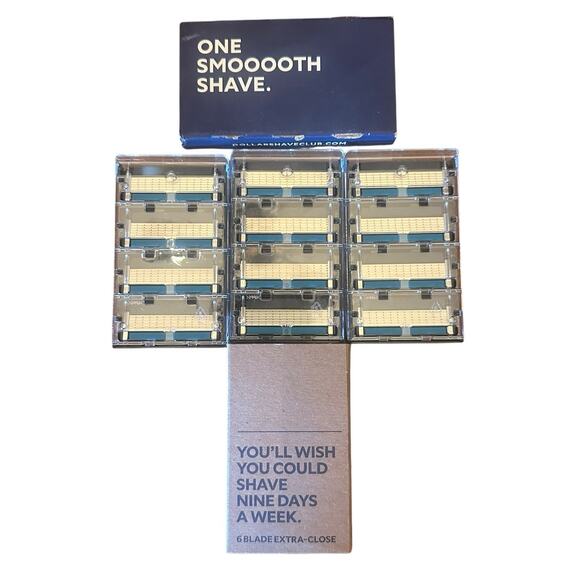 ONE
SMOOOOTH
SHAVE.
DOLLARSHAVECLUB.COM
YOU'LL WISH
YOU COULD
SHAVE
NINE DAYS
A WEEK.
6 BLADE EXTRA-CLOSE